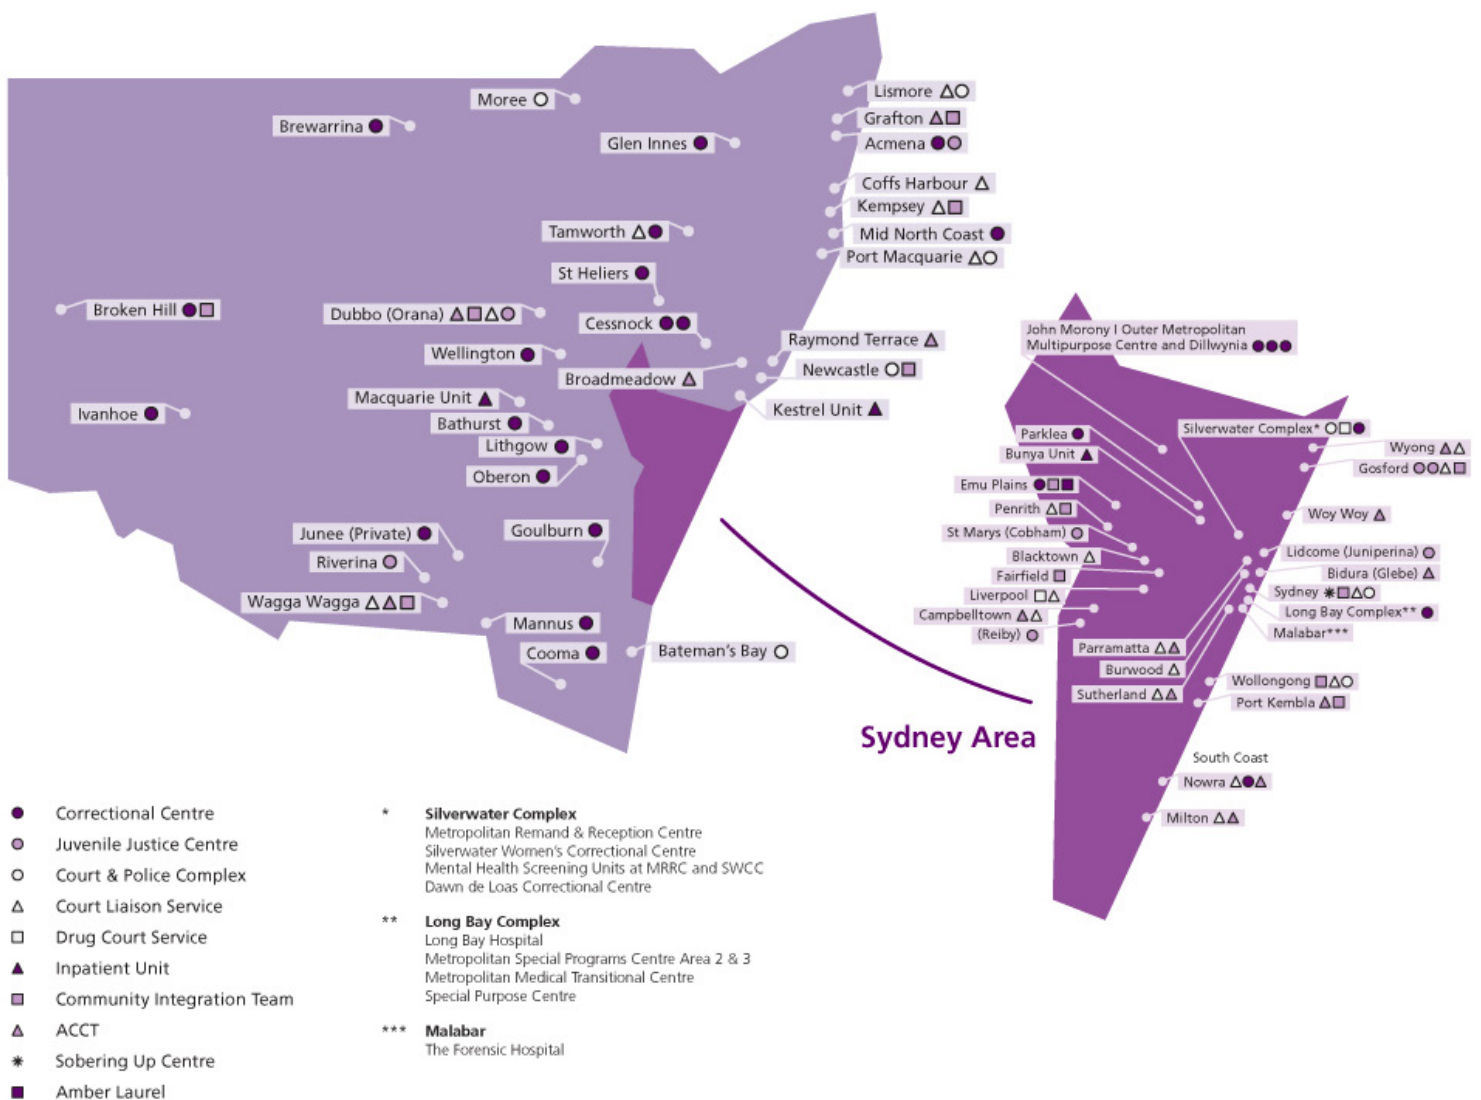 Moree
Brewarrina
Glen Innes
Lismore
Grafton
Acmena
Coffs Harbour
Kempsey
Mid North Coast
Port Macquarie
Tamworth
St Heliers
Broken Hill
Dubbo (Orana)
Cessnock
Wellington
Raymond Terrace
Broadmeadow
Newcastle
Macquarie Unit
Kestrel Unit
Ivanhoe
Bathurst
Lithgow
Oberon
Junee (Private)
Goulburn
Riverina
Wagga Wagga
Mannus
Cooma
Bateman's Bay
John Morony I Outer Metropolitan
Multipurpose Centre and Dillwynia
Parklea
Silverwater Complex*
Bunya Unit
Wyong
Gosford
Emu Plains
Penrith
Woy Woy
St Marys (Cobham)
Blacktown
Lidcome (Juniperina)
Fairfield
Bidura (Glebe)
Liverpool
Sydney
Campbelltown
Long Bay Complex**
(Reiby)
Malabar***
Parramatta
Burwood
Sutherland
Wollongong
Port Kembla
Sydney Area
South Coast
Nowra
Milton
Correctional Centre
Juvenile Justice Centre
Court & Police Complex
Court Liaison Service
Drug Court Service
Inpatient Unit
Community Integration Team
ACCT
Sobering Up Centre
Amber Laurel
* Silverwater Complex
Metropolitan Remand & Reception Centre
Silverwater Women's Correctional Centre
Mental Health Screening Units at MRRC and SWCC
Dawn de Loas Correctional Centre
** Long Bay Complex
Long Bay Hospital
Metropolitan Special Programs Centre Area 2 & 3
Metropolitan Medical Transitional Centre
Special Purpose Centre
*** Malabar
The Forensic Hospital